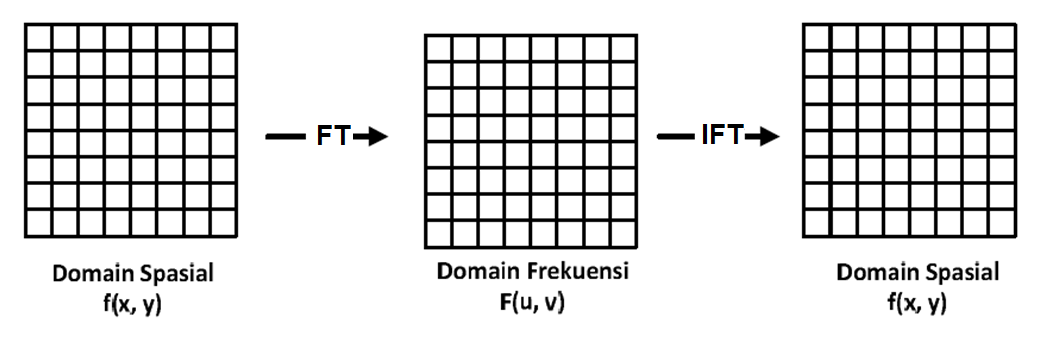 FT
IFT
Domain Spasial
f(x, y)
Domain Frekuensi
F(u, v)
Domain Spasial
f(x, y)